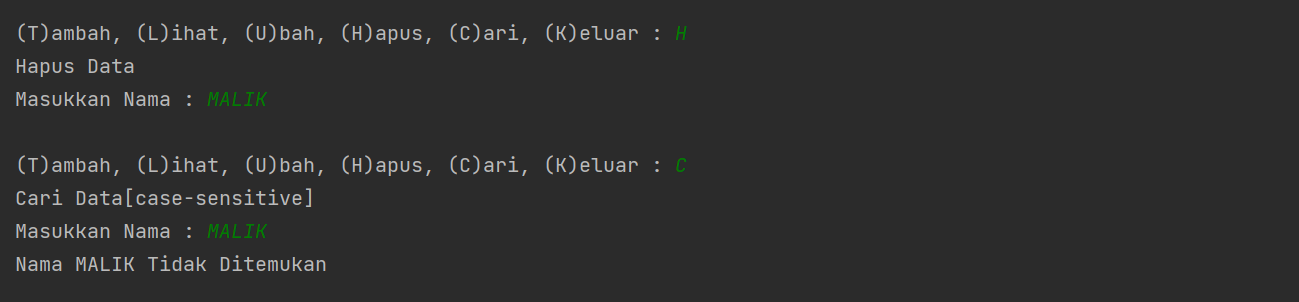 (T)ambah, (L)ihat, (U)bah, (H)apus, (C)ari, (K)eluar : H
Hapus Data
Masukkan Nama : MALIK
(T)ambah, (L)ihat, (U)bah, (H)apus, (C)ari, (K)eluar : C
Cari Data[case-sensitive]
Masukkan Nama : MALIK
Nama MALIK Tidak Ditemukan